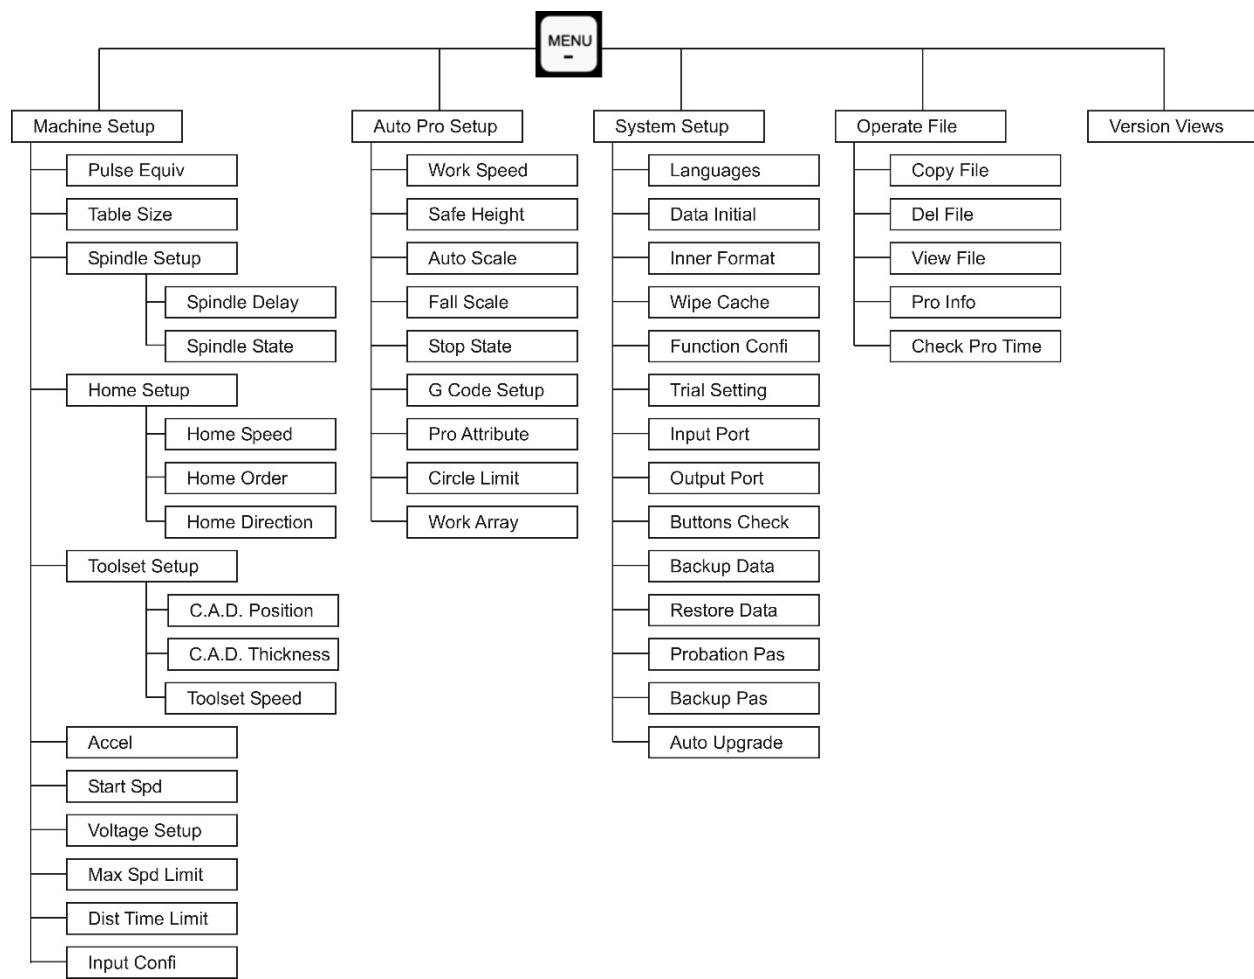 MENU
-
Machine Setup
Pulse Equiv
Table Size
Spindle Setup
Spindle Delay
Spindle State
Home Setup
Home Speed
Home Order
Home Direction
Toolset Setup
C.A.D. Position
C.A.D. Thickness
Toolset Speed
Accel
Start Spd
Voltage Setup
Max Spd Limit
Dist Time Limit
Input Confi
Auto Pro Setup
Work Speed
Safe Height
Auto Scale
Fall Scale
Stop State
G Code Setup
Pro Attribute
Circle Limit
Work Array
System Setup
Languages
Data Initial
Inner Format
Wipe Cache
Function Confi
Trial Setting
Input Port
Output Port
Buttons Check
Backup Data
Restore Data
Probation Pas
Backup Pas
Auto Upgrade
Operate File
Copy File
Del File
View File
Pro Info
Check Pro Time
Version Views